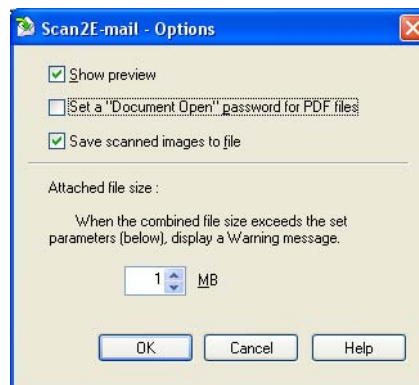 Scan2E-mail - Options
Show preview
Set a "Document Open" password for PDF files
Save scanned images to file
Attached file size :
When the combined file size exceeds the set
parameters (below), display a Warning message.
1 MB
OK Cancel Help